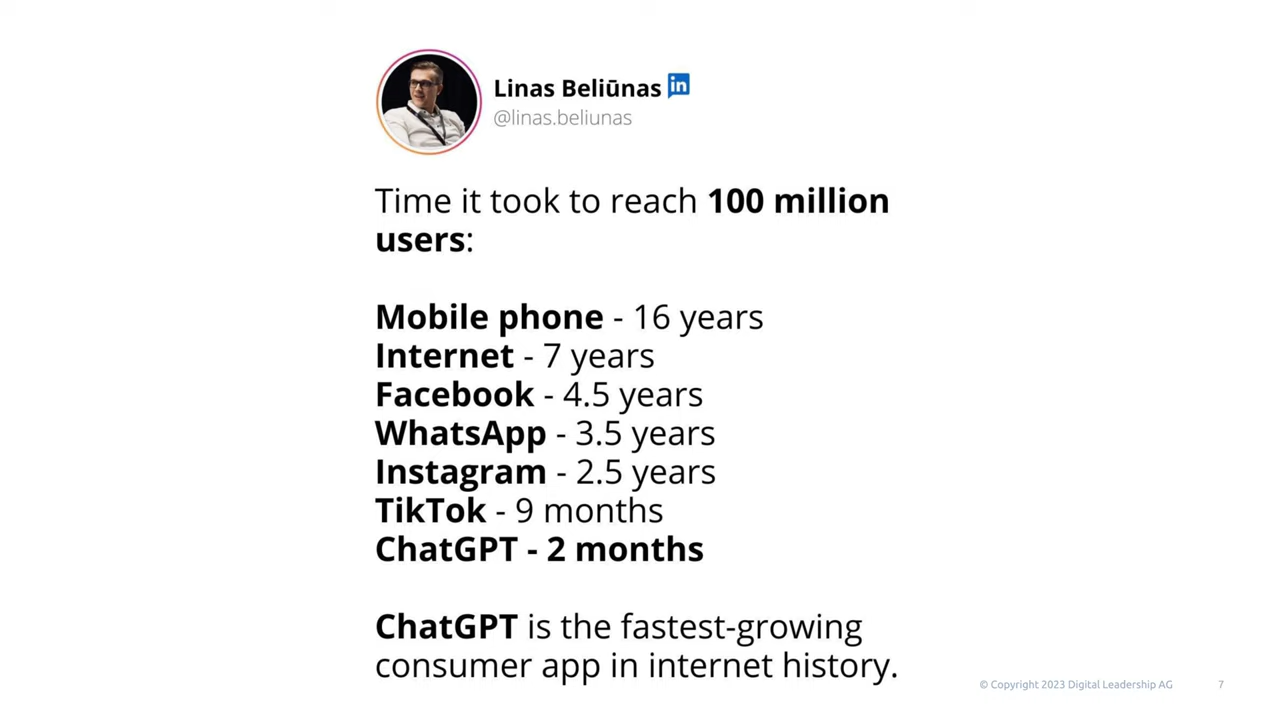 Linas Beliūnas in
@linas.beliunas
Time it took to reach 100 million
users:
Mobile phone - 16 years
Internet - 7 years
Facebook - 4.5 years
WhatsApp - 3.5 years
Instagram - 2.5 years
TikTok - 9 months
ChatGPT - 2 months
ChatGPT is the fastest-growing
consumer app in internet history.
© Copyright 2023 Digital Leadership AG 7